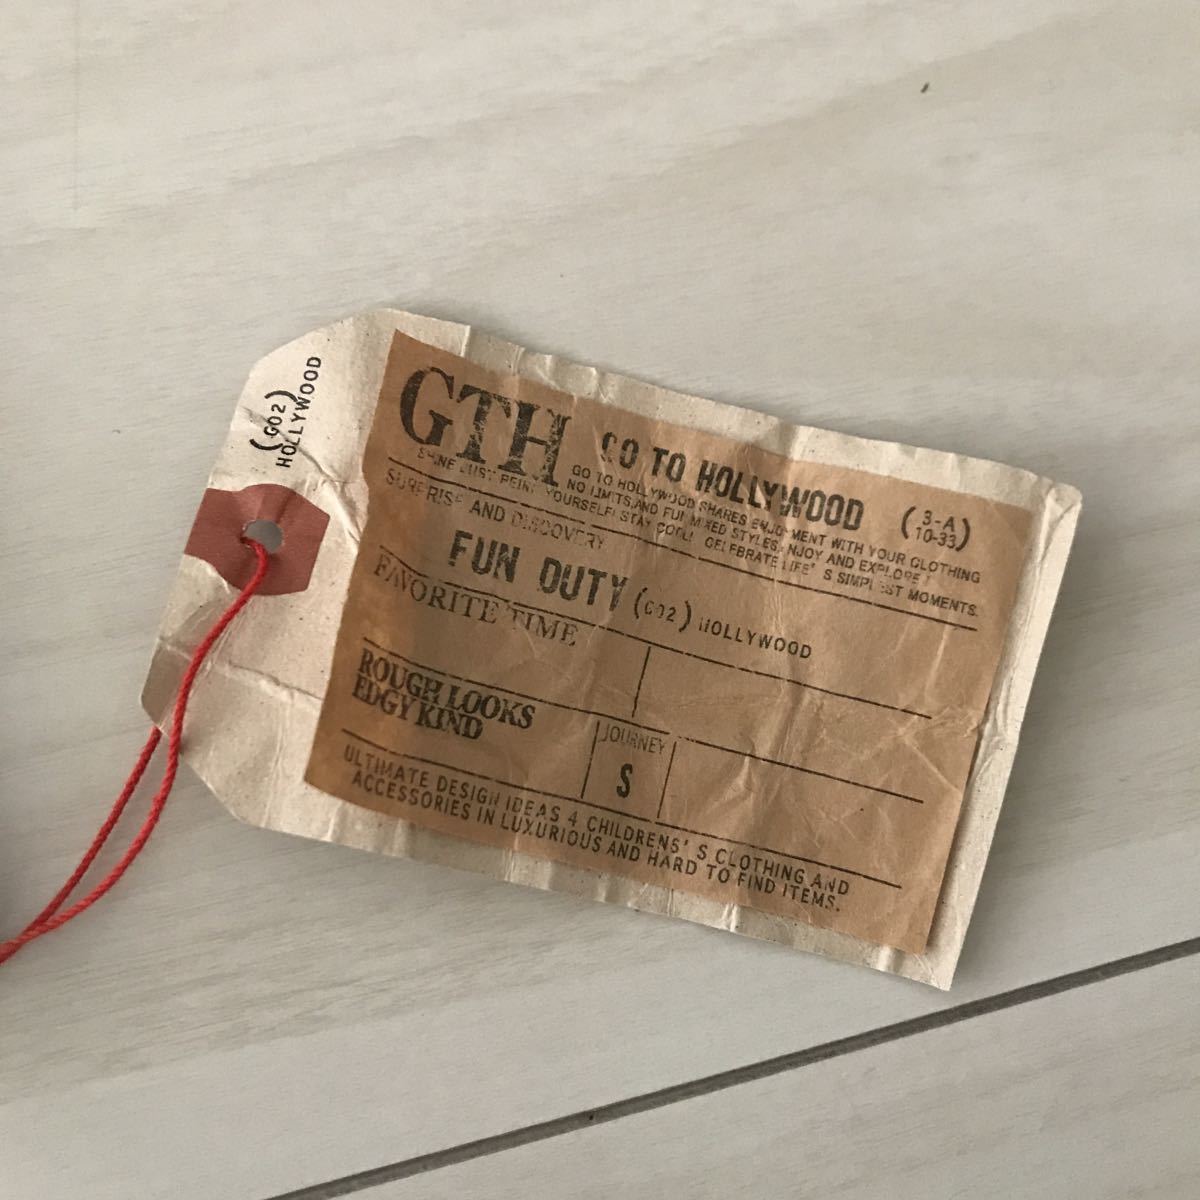 (GO2)
HOLLYWOOD
GTH
GO TO HOLLYWOOD
(3-A
10-33)
GO TO HOLLYWOOD SHARES ENJOYMENT WITH YOUR CLOTHING
NO LIMITS, AND FUN MIXED STYLES, ENJOY AND EXPLORE!
SHINE JUST BEING YOURSELF! STAY COOL! CELEBRATE LIFE'S SIMPLEST MOMENTS.
SURPRISE AND DISCOVERY
FUN DUTY (GO2) HOLLYWOOD
FAVORITE TIME
ROUGH LOOKS
EDGY KIND
JOURNEY
S
ULTIMATE DESIGN IDEAS 4 CHILDRENS'S CLOTHING AND
ACCESSORIES IN LUXURIOUS AND HARD TO FIND ITEMS.